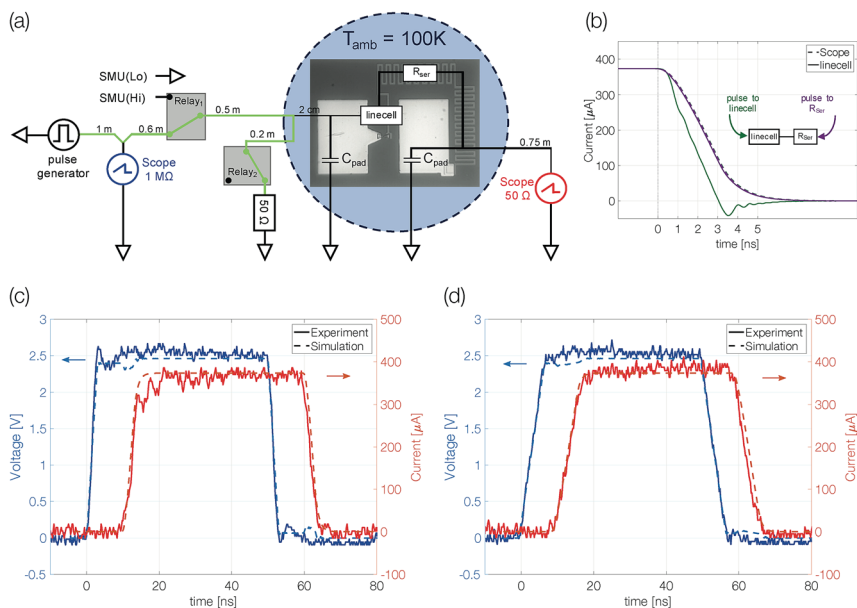 (a)
T_amb = 100K
R_ser
SMU(Lo)
SMU(Hi)
Relay₁
0.5 m
2 cm
linecell
1 m
0.6 m
0.2 m
0.75 m
pulse
generator
Scope
1 MΩ
Relay₂
C_pad
C_pad
Scope
50 Ω
50 Ω
(b)
400
300
200
100
0
Current [µA]
Scope
linecell
pulse to
linecell
pulse to
R_Ser
linecell
R_Ser
0 1 2 3 4 5
time [ns]
(c)
3
2.5
2
1.5
1
0.5
0
-0.5
Voltage [V]
Experiment
Simulation
500
400
300
200
100
0
-100
Current [µA]
0 20 40 60 80
time [ns]
(d)
3
2.5
2
1.5
1
0.5
0
-0.5
Voltage [V]
Experiment
Simulation
500
400
300
200
100
0
-100
Current [µA]
0 20 40 60 80
time [ns]